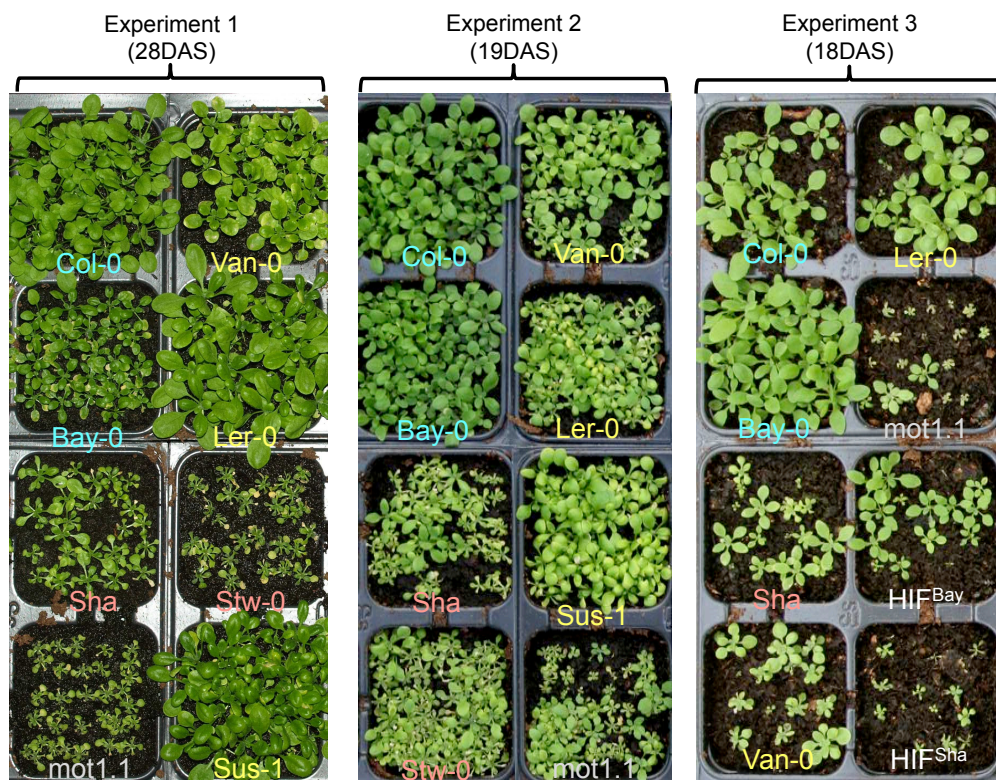 Experiment 1
(28DAS)
Experiment 2
(19DAS)
Experiment 3
(18DAS)
Col-0
Van-0
Bay-0
Ler-0
Sha
Stw-0
mot1.1
Sus-1
Col-0
Van-0
Bay-0
Ler-0
Sha
Sus-1
Stw-0
mot1.1
Col-0
Ler-0
Bay-0
mot1.1
Sha
HIFBay
Van-0
HIFSha